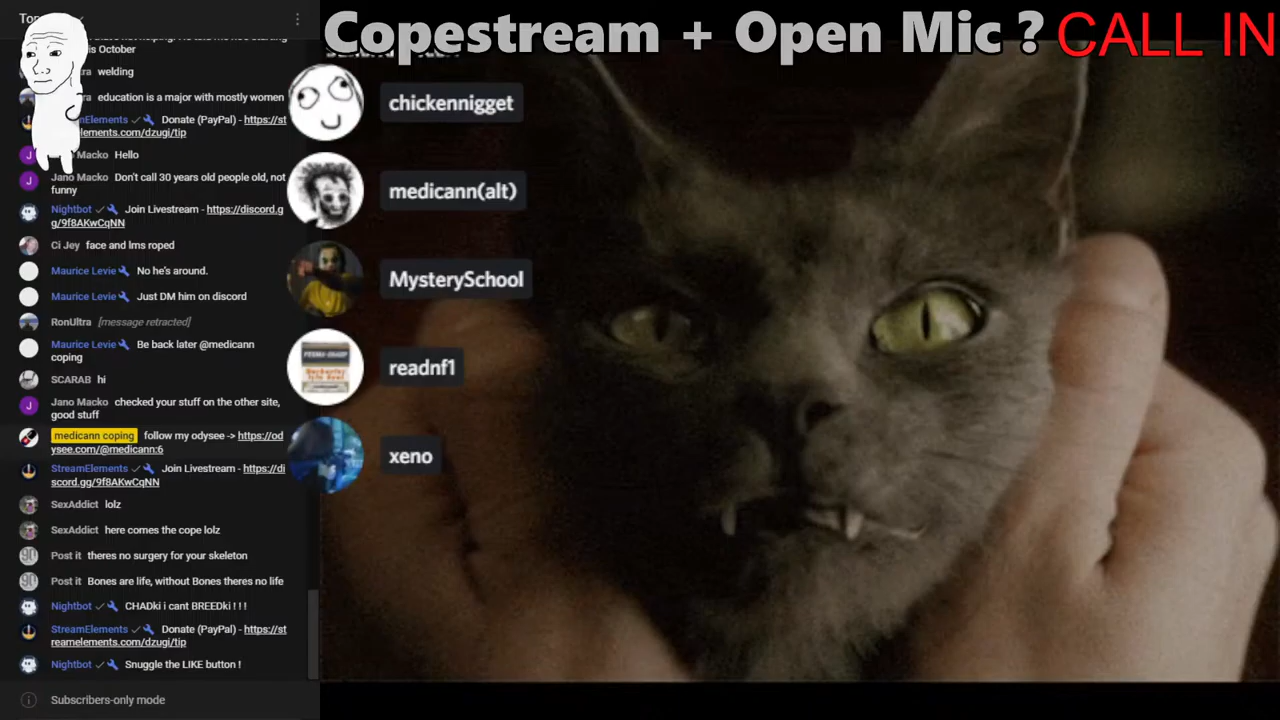 Copestream + Open Mic ? CALL IN
is October
welding
education is a major with mostly women
Elements Donate (PayPal) - https://st
elements.com/dzugi/tip
Macko Hello
Jano Macko Don't call 30 years old people old, not
funny
Nightbot Join Livestream - https://discord.g
g/9f8AKwCqNN
Ci Jey face and lms roped
Maurice Levie No he's around.
Maurice Levie Just DM him on discord
RonUltra [message retracted]
Maurice Levie Be back later @medicann
coping
SCARAB hi
Jano Macko checked your stuff on the other site,
good stuff
medicann coping follow my odysee -> https://od
ysee.com/@medicann:6
StreamElements Join Livestream - https://di
scord.gg/9f8AKwCqNN
SexAddict lolz
SexAddict here comes the cope lolz
Post it theres no surgery for your skeleton
Post it Bones are life, without Bones theres no life
Nightbot CHADki i cant BREEDki ! ! !
StreamElements Donate (PayPal) - https://st
reamelements.com/dzugi/tip
Nightbot Snuggle the LIKE button !
Subscribers-only mode
chickennigget
medicann(alt)
MysterySchool
readnf1
xeno